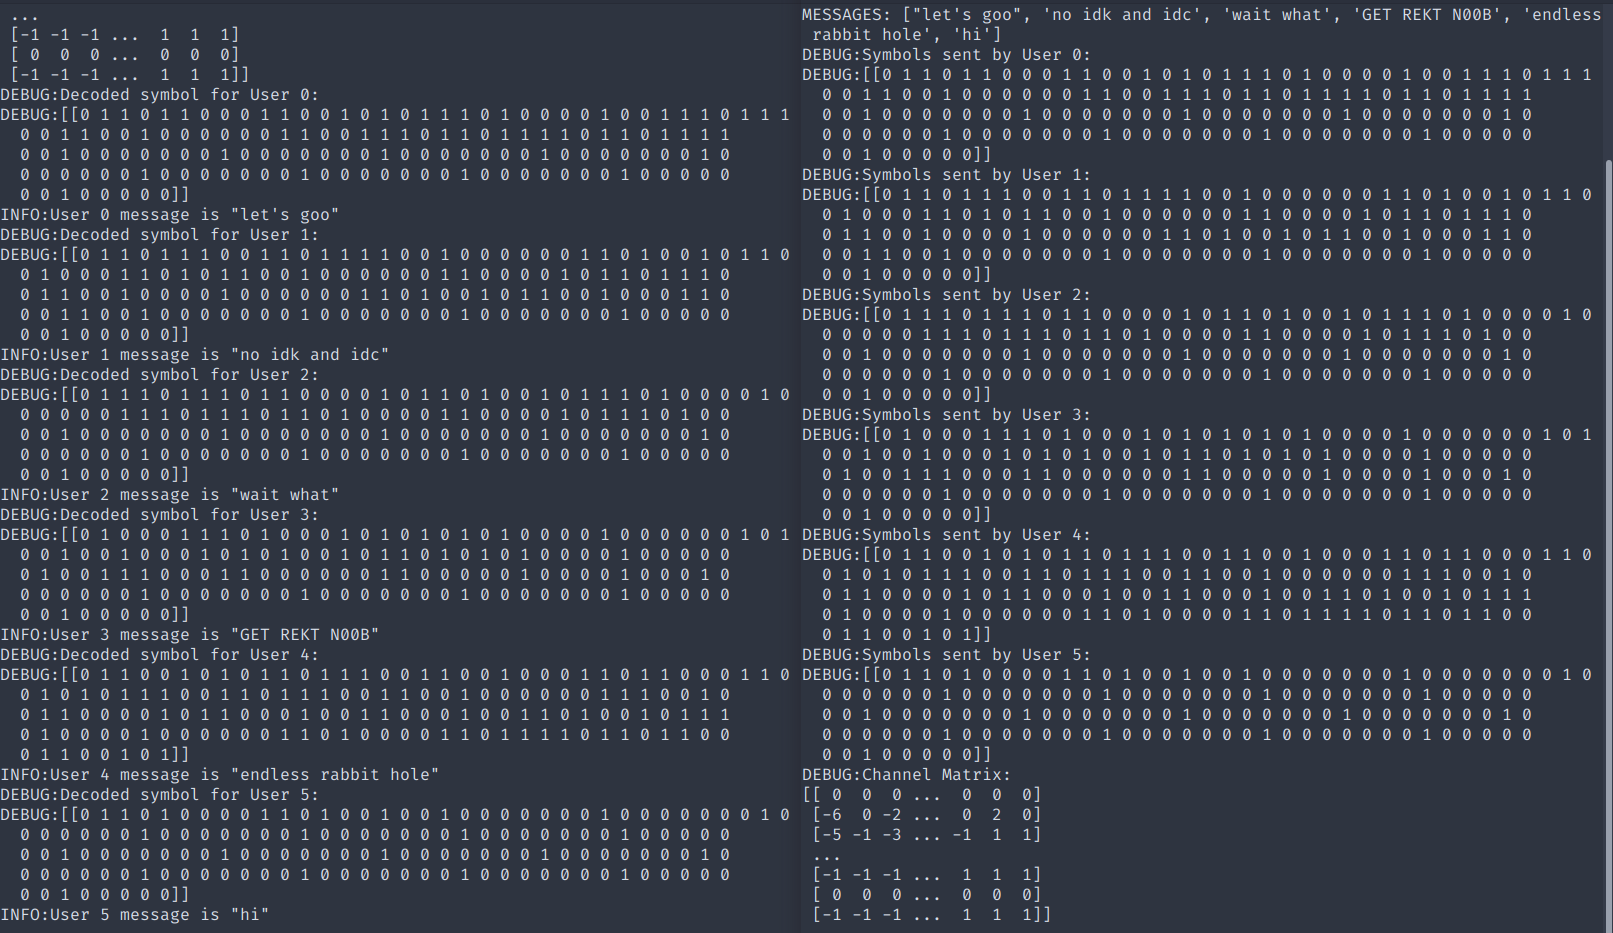 ...
[-1 -1 -1 ...  1  1  1]
[ 0  0  0 ...  0  0  0]
[-1 -1 -1 ...  1  1  1]]
DEBUG:Decoded symbol for User 0:
DEBUG:[[0 1 1 0 1 1 0 0 0 1 1 0 0 1 0 1 0 1 1 1 0 1 0 0 0 0 1 0 0 1 1 1 0 1 1 1
0 0 1 1 0 0 1 0 0 0 0 0 0 1 1 0 0 1 1 1 0 1 1 0 1 1 1 1 0 1 1 0 1 1 1 1
0 0 1 0 0 0 0 0 0 0 1 0 0 0 0 0 0 0 1 0 0 0 0 0 0 0 1 0 0 0 0 0 0 0 1 0
0 0 0 0 0 0 1 0 0 0 0 0 0 0 1 0 0 0 0 0 0 0 1 0 0 0 0 0 0 0 1 0 0 0 0 0
0 0 1 0 0 0 0 0]]
INFO:User 0 message is "let's goo"
DEBUG:Decoded symbol for User 1:
DEBUG:[[0 1 1 0 1 1 1 0 0 1 1 0 1 1 1 1 0 0 1 0 0 0 0 0 0 1 1 0 1 0 0 1 0 1 1 0
0 1 0 0 0 1 1 0 1 0 1 1 0 0 1 0 0 0 0 0 0 1 1 0 0 0 0 1 0 1 1 0 1 1 1 0
0 1 1 0 0 1 0 0 0 0 1 0 0 0 0 0 0 1 1 0 1 0 0 1 0 1 1 0 0 1 0 0 0 1 1 0
0 0 1 1 0 0 1 0 0 0 0 0 0 0 1 0 0 0 0 0 0 0 1 0 0 0 0 0 0 0 1 0 0 0 0 0
0 0 1 0 0 0 0 0]]
INFO:User 1 message is "no idk and idc"
DEBUG:Decoded symbol for User 2:
DEBUG:[[0 1 1 1 0 1 1 1 0 1 1 0 0 0 0 1 0 1 1 0 1 0 0 1 0 1 1 1 0 1 0 0 0 0 1 0
0 0 0 0 0 1 1 1 0 1 1 1 0 1 1 0 1 0 0 0 0 1 1 0 0 0 0 1 0 1 1 1 0 1 0 0
0 0 1 0 0 0 0 0 0 0 1 0 0 0 0 0 0 0 1 0 0 0 0 0 0 0 1 0 0 0 0 0 0 0 1 0
0 0 0 0 0 0 1 0 0 0 0 0 0 0 1 0 0 0 0 0 0 0 1 0 0 0 0 0 0 0 1 0 0 0 0 0
0 0 1 0 0 0 0 0]]
INFO:User 2 message is "wait what"
DEBUG:Decoded symbol for User 3:
DEBUG:[[0 1 0 0 0 1 1 1 0 1 0 0 0 1 0 1 0 1 0 1 0 1 0 0 0 0 1 0 0 0 0 0 0 1 0 1
0 0 1 0 0 1 0 0 0 1 0 1 0 1 0 0 1 0 1 1 0 1 0 1 0 1 0 0 0 0 1 0 0 0 0 0
0 1 0 0 1 1 1 0 0 0 1 1 0 0 0 0 0 0 1 1 0 0 0 0 0 1 0 0 0 0 1 0 0 0 1 0
0 0 0 0 0 0 1 0 0 0 0 0 0 0 1 0 0 0 0 0 0 0 1 0 0 0 0 0 0 0 1 0 0 0 0 0
0 0 1 0 0 0 0 0]]
INFO:User 3 message is "GET REKT N00B"
DEBUG:Decoded symbol for User 4:
DEBUG:[[0 1 1 0 0 1 0 1 0 1 1 0 1 1 1 0 0 1 1 0 0 1 0 0 0 1 1 0 1 1 0 0 0 1 1 0
0 1 0 1 0 1 1 1 0 0 1 1 0 1 1 1 0 0 1 1 0 0 1 0 0 0 0 0 0 1 1 1 0 0 1 0
0 1 1 0 0 0 0 1 0 1 1 0 0 0 1 0 0 1 1 0 0 0 1 0 0 1 1 0 1 0 0 1 0 1 1 1
0 1 0 0 0 0 1 0 0 0 0 0 0 1 1 0 1 0 0 0 0 1 1 0 1 1 1 1 0 1 1 0 1 1 0 0
0 1 1 0 0 1 0 1]]
INFO:User 4 message is "endless rabbit hole"
DEBUG:Decoded symbol for User 5:
DEBUG:[[0 1 1 0 1 0 0 0 0 1 1 0 1 0 0 1 0 0 1 0 0 0 0 0 0 0 1 0 0 0 0 0 0 0 1 0
0 0 0 0 0 0 1 0 0 0 0 0 0 0 1 0 0 0 0 0 0 0 1 0 0 0 0 0 0 0 1 0 0 0 0 0
0 0 1 0 0 0 0 0 0 0 1 0 0 0 0 0 0 0 1 0 0 0 0 0 0 0 1 0 0 0 0 0 0 0 1 0
0 0 0 0 0 0 1 0 0 0 0 0 0 0 1 0 0 0 0 0 0 0 1 0 0 0 0 0 0 0 1 0 0 0 0 0
0 0 1 0 0 0 0 0]]
INFO:User 5 message is "hi"
MESSAGES: ["let's goo", 'no idk and idc', 'wait what', 'GET REKT N00B', 'endless
rabbit hole', 'hi']
DEBUG:Symbols sent by User 0:
DEBUG:[[0 1 1 0 1 1 0 0 0 1 1 0 0 1 0 1 0 1 1 1 0 1 0 0 0 0 1 0 0 1 1 1 0 1 1 1
0 0 1 1 0 0 1 0 0 0 0 0 0 1 1 0 0 1 1 1 0 1 1 0 1 1 1 1 0 1 1 0 1 1 1 1
0 0 1 0 0 0 0 0 0 0 1 0 0 0 0 0 0 0 1 0 0 0 0 0 0 0 1 0 0 0 0 0 0 0 1 0
0 0 0 0 0 0 1 0 0 0 0 0 0 0 1 0 0 0 0 0 0 0 1 0 0 0 0 0 0 0 1 0 0 0 0 0
0 0 1 0 0 0 0 0]]
DEBUG:Symbols sent by User 1:
DEBUG:[[0 1 1 0 1 1 1 0 0 1 1 0 1 1 1 1 0 0 1 0 0 0 0 0 0 1 1 0 1 0 0 1 0 1 1 0
0 1 0 0 0 1 1 0 1 0 1 1 0 0 1 0 0 0 0 0 0 1 1 0 0 0 0 1 0 1 1 0 1 1 1 0
0 1 1 0 0 1 0 0 0 0 1 0 0 0 0 0 0 1 1 0 1 0 0 1 0 1 1 0 0 1 0 0 0 1 1 0
0 0 1 1 0 0 1 0 0 0 0 0 0 0 1 0 0 0 0 0 0 0 1 0 0 0 0 0 0 0 1 0 0 0 0 0
0 0 1 0 0 0 0 0]]
DEBUG:Symbols sent by User 2:
DEBUG:[[0 1 1 1 0 1 1 1 0 1 1 0 0 0 0 1 0 1 1 0 1 0 0 1 0 1 1 1 0 1 0 0 0 0 1 0
0 0 0 0 0 1 1 1 0 1 1 1 0 1 1 0 1 0 0 0 0 1 1 0 0 0 0 1 0 1 1 1 0 1 0 0
0 0 1 0 0 0 0 0 0 0 1 0 0 0 0 0 0 0 1 0 0 0 0 0 0 0 1 0 0 0 0 0 0 0 1 0
0 0 0 0 0 0 1 0 0 0 0 0 0 0 1 0 0 0 0 0 0 0 1 0 0 0 0 0 0 0 1 0 0 0 0 0
0 0 1 0 0 0 0 0]]
DEBUG:Symbols sent by User 3:
DEBUG:[[0 1 0 0 0 1 1 1 0 1 0 0 0 1 0 1 0 1 0 1 0 1 0 0 0 0 1 0 0 0 0 0 0 1 0 1
0 0 1 0 0 1 0 0 0 1 0 1 0 1 0 0 1 0 1 1 0 1 0 1 0 1 0 0 0 0 1 0 0 0 0 0
0 1 0 0 1 1 1 0 0 0 1 1 0 0 0 0 0 0 1 1 0 0 0 0 0 1 0 0 0 0 1 0 0 0 1 0
0 0 0 0 0 0 1 0 0 0 0 0 0 0 1 0 0 0 0 0 0 0 1 0 0 0 0 0 0 0 1 0 0 0 0 0
0 0 1 0 0 0 0 0]]
DEBUG:Symbols sent by User 4:
DEBUG:[[0 1 1 0 0 1 0 1 0 1 1 0 1 1 1 0 0 1 1 0 0 1 0 0 0 1 1 0 1 1 0 0 0 1 1 0
0 1 0 1 0 1 1 1 0 0 1 1 0 1 1 1 0 0 1 1 0 0 1 0 0 0 0 0 0 1 1 1 0 0 1 0
0 1 1 0 0 0 0 1 0 1 1 0 0 0 1 0 0 1 1 0 0 0 1 0 0 1 1 0 1 0 0 1 0 1 1 1
0 1 0 0 0 0 1 0 0 0 0 0 0 1 1 0 1 0 0 0 0 1 1 0 1 1 1 1 0 1 1 0 1 1 0 0
0 1 1 0 0 1 0 1]]
DEBUG:Symbols sent by User 5:
DEBUG:[[0 1 1 0 1 0 0 0 0 1 1 0 1 0 0 1 0 0 1 0 0 0 0 0 0 0 1 0 0 0 0 0 0 0 1 0
0 0 0 0 0 0 1 0 0 0 0 0 0 0 1 0 0 0 0 0 0 0 1 0 0 0 0 0 0 0 1 0 0 0 0 0
0 0 1 0 0 0 0 0 0 0 1 0 0 0 0 0 0 0 1 0 0 0 0 0 0 0 1 0 0 0 0 0 0 0 1 0
0 0 0 0 0 0 1 0 0 0 0 0 0 0 1 0 0 0 0 0 0 0 1 0 0 0 0 0 0 0 1 0 0 0 0 0
0 0 1 0 0 0 0 0]]
DEBUG:Channel Matrix:
[[ 0  0  0 ...  0  0  0]
[-6  0 -2 ...  0  2  0]
[-5 -1 -3 ... -1  1  1]
...
[-1 -1 -1 ...  1  1  1]
[ 0  0  0 ...  0  0  0]
[-1 -1 -1 ...  1  1  1]]